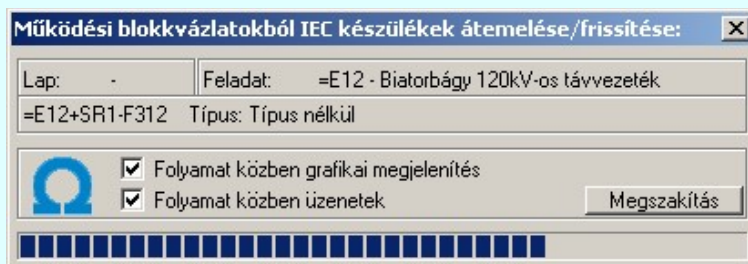 Működési blokkvázlatokból IEC készülékek átemelése/frissítése:
Lap: - Feladat: =E12 - Biatorbágy 120kV-os távvezeték
=E12+SR1-F312 Típus: Típus nélkül
Folyamat közben grafikai megjelenítés
Folyamat közben üzenetek Megszakítás